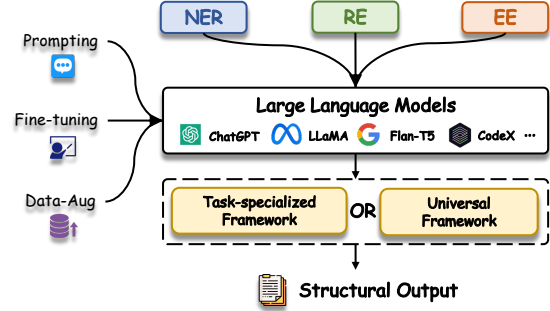 NER
RE
EE
Prompting
Fine-tuning
Data-Aug
Large Language Models
ChatGPT
LLaMA
Flan-T5
CodeX ...
Task-specialized
Framework
OR
Universal
Framework
Structural Output